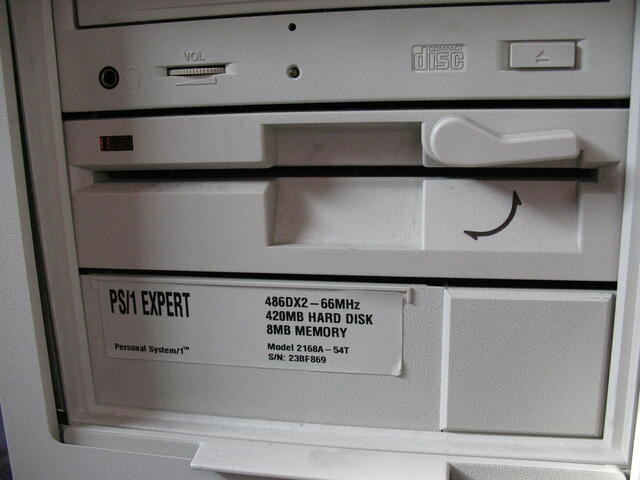 VOL
COMPACT
disc
PS/1 EXPERT
Personal System/1™
486DX2-66MHz
420MB HARD DISK
8MB MEMORY
Model 2168A-54T
S/N: 23BF869